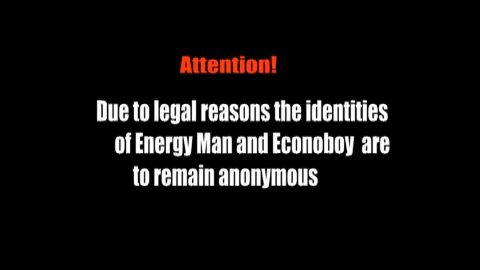 Attention!
Due to legal reasons the identities
of Energy Man and Econoboy are
to remain anonymous